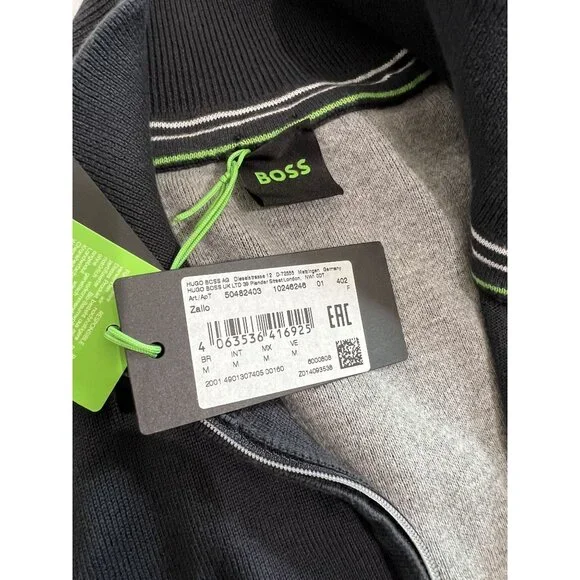 BOSS
HUGO BOSS AG Dieselstrasse 12 D-72555 Metzingen, Germany
HUGO BOSS UK LTD 39 Plender Street London, NW1 0DT
Art/Apт 50482403 10246246 01 402
Zallo F
4 063536 416925
EAC
BR INT MX VE
M M M M 8000808
2001 4901307405 00160 Z014093538
RESPONSIBLE